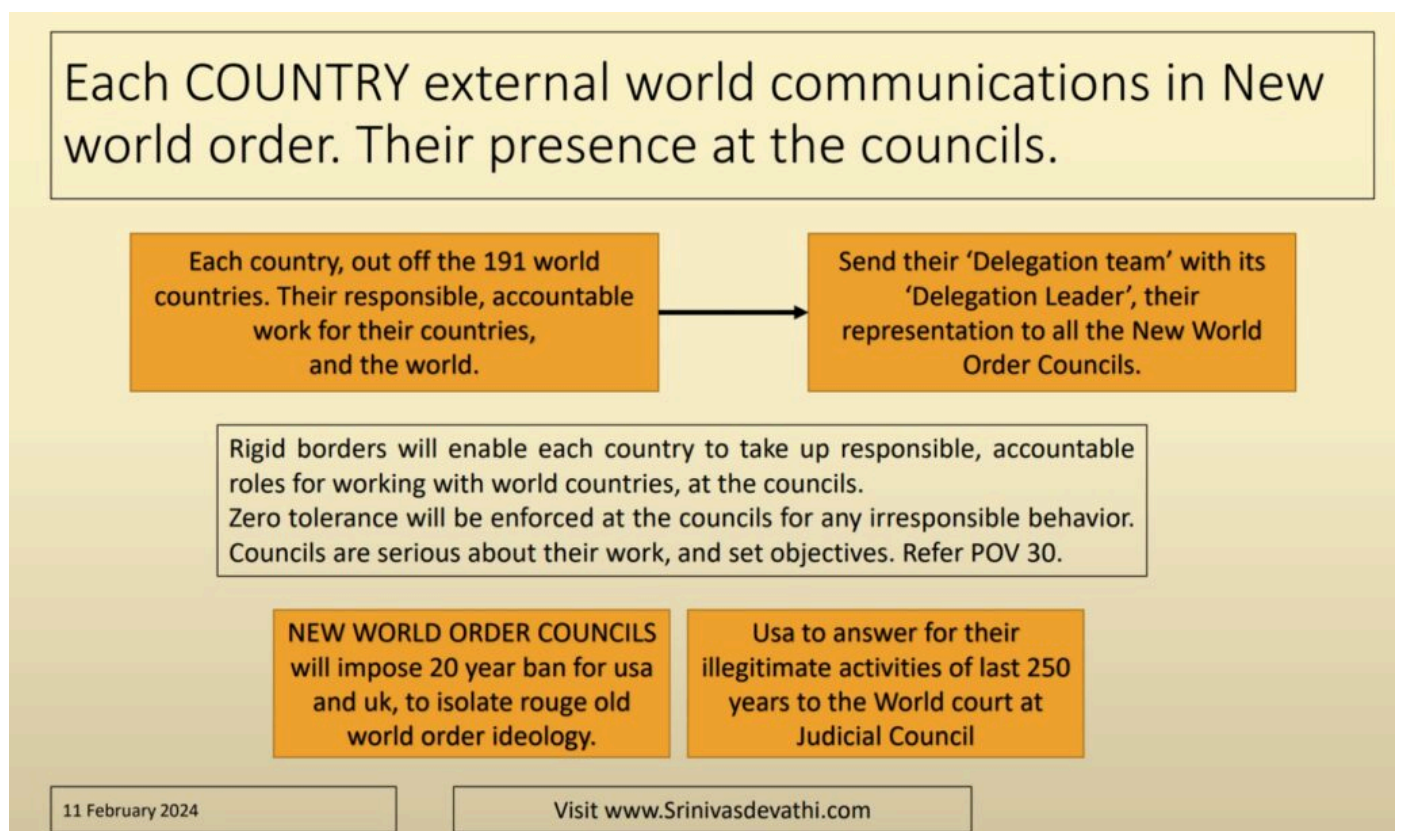 Each COUNTRY external world communications in New
world order. Their presence at the councils.
Each country, out off the 191 world
countries. Their responsible, accountable
work for their countries,
and the world.
Send their ‘Delegation team’ with its
‘Delegation Leader’, their
representation to all the New World
Order Councils.
Rigid borders will enable each country to take up responsible, accountable
roles for working with world countries, at the councils.
Zero tolerance will be enforced at the councils for any irresponsible behavior.
Councils are serious about their work, and set objectives. Refer POV 30.
NEW WORLD ORDER COUNCILS
will impose 20 year ban for usa
and uk, to isolate rouge old
world order ideology.
Usa to answer for their
illegitimate activities of last 250
years to the World court at
Judicial Council
11 February 2024
Visit www.Srinivasdevathi.com